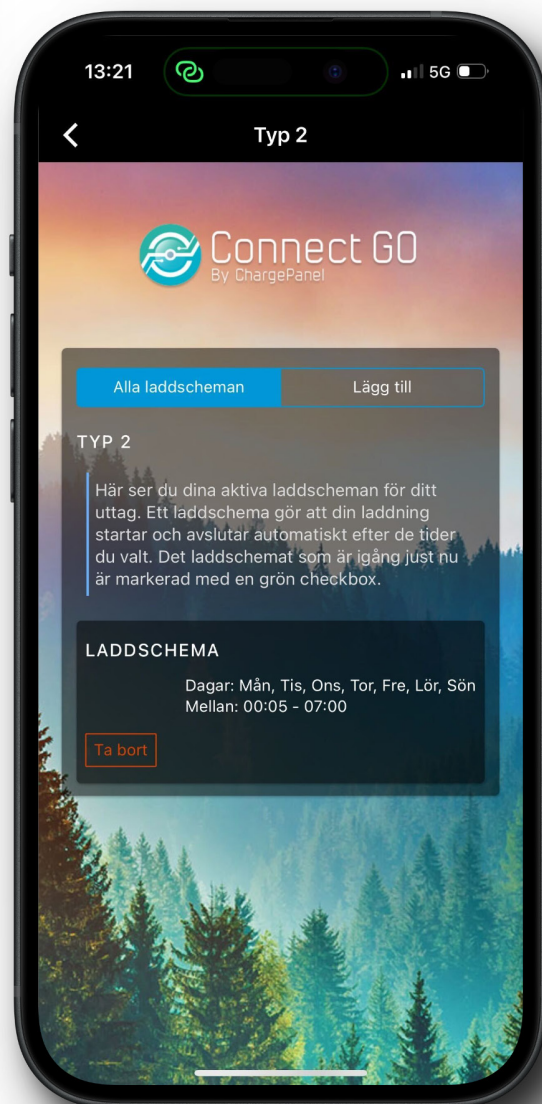 13:21
5G
Typ 2
Connect GO
By ChargePanel
Alla laddscheman
Lägg till
TYP 2
Här ser du dina aktiva laddscheman för ditt
uttag. Ett laddschema gör att din laddning
startar och avslutar automatiskt efter de tider
du valt. Det laddschemat som är igång just nu
är markerad med en grön checkbox.
LADDSCHEMA
Dagar: Mån, Tis, Ons, Tor, Fre, Lör, Sön
Mellan: 00:05 - 07:00
Ta bort